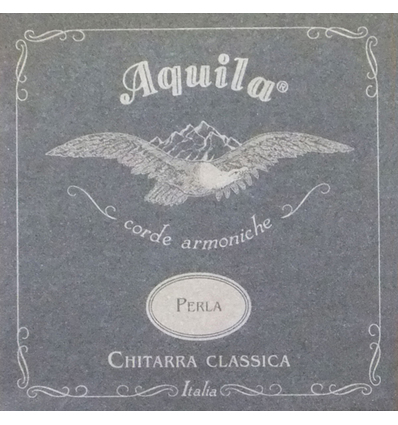 Aquila®
corde armoniche
PERLA
CHITARRA CLASSICA
Italia